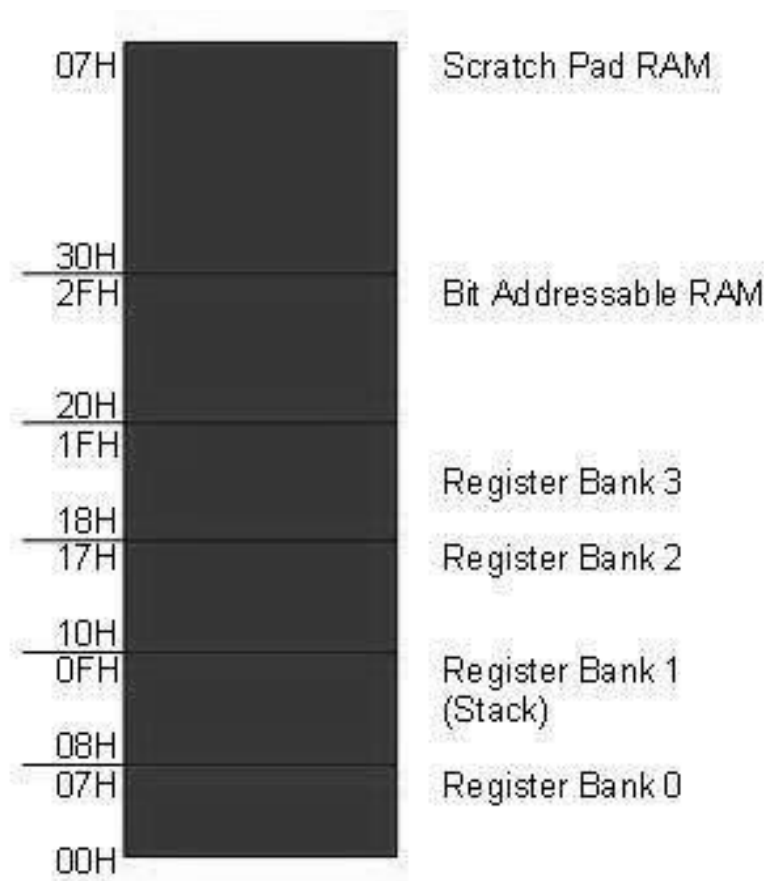 07H Scratch Pad RAM
30H
2FH Bit Addressable RAM
20H
1FH
Register Bank 3
18H
17H Register Bank 2
10H
0FH Register Bank 1
(Stack)
08H
07H Register Bank 0
00H